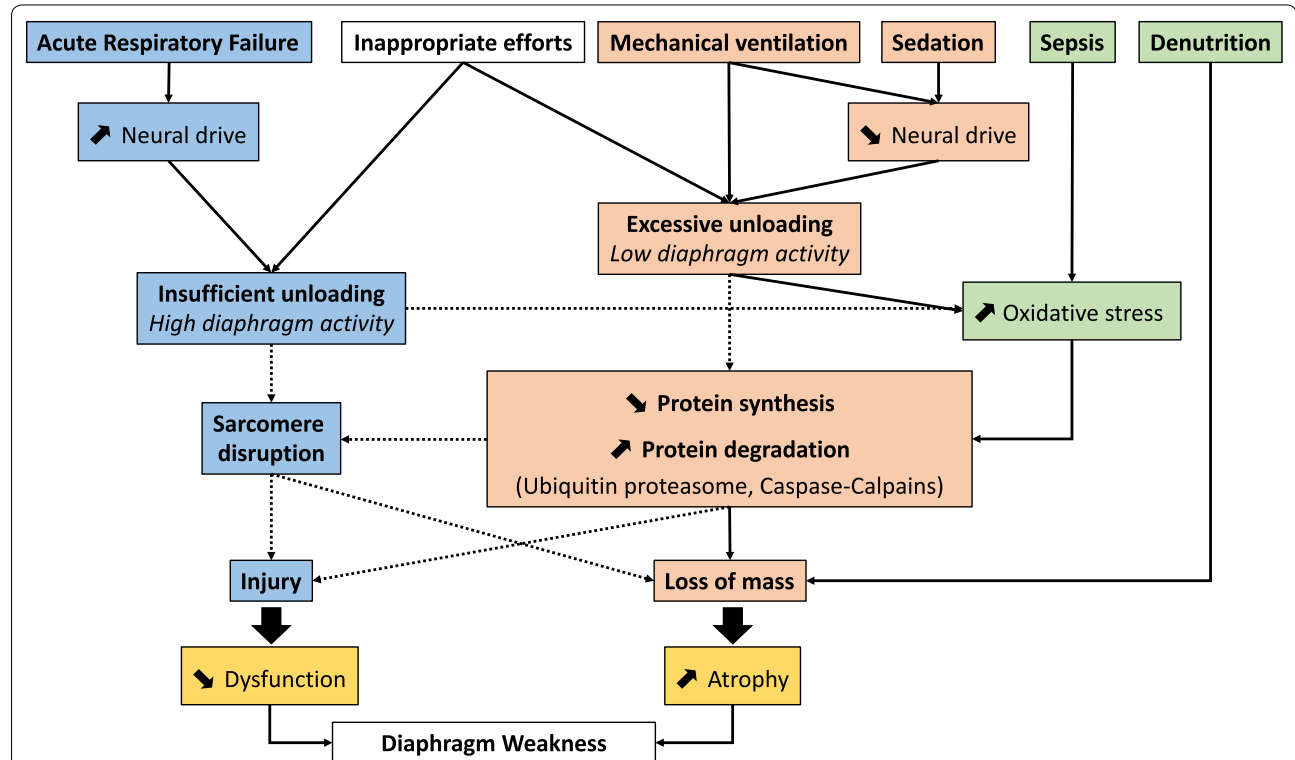 Acute Respiratory Failure
Inappropriate efforts
Mechanical ventilation
Sedation
Sepsis
Denutrition
Neural drive
Neural drive
Excessive unloading
Low diaphragm activity
Insufficient unloading
High diaphragm activity
Oxidative stress
Sarcomere
disruption
Protein synthesis
Protein degradation
(Ubiquitin proteasome, Caspase-Calpains)
Injury
Loss of mass
Dysfunction
Atrophy
Diaphragm Weakness